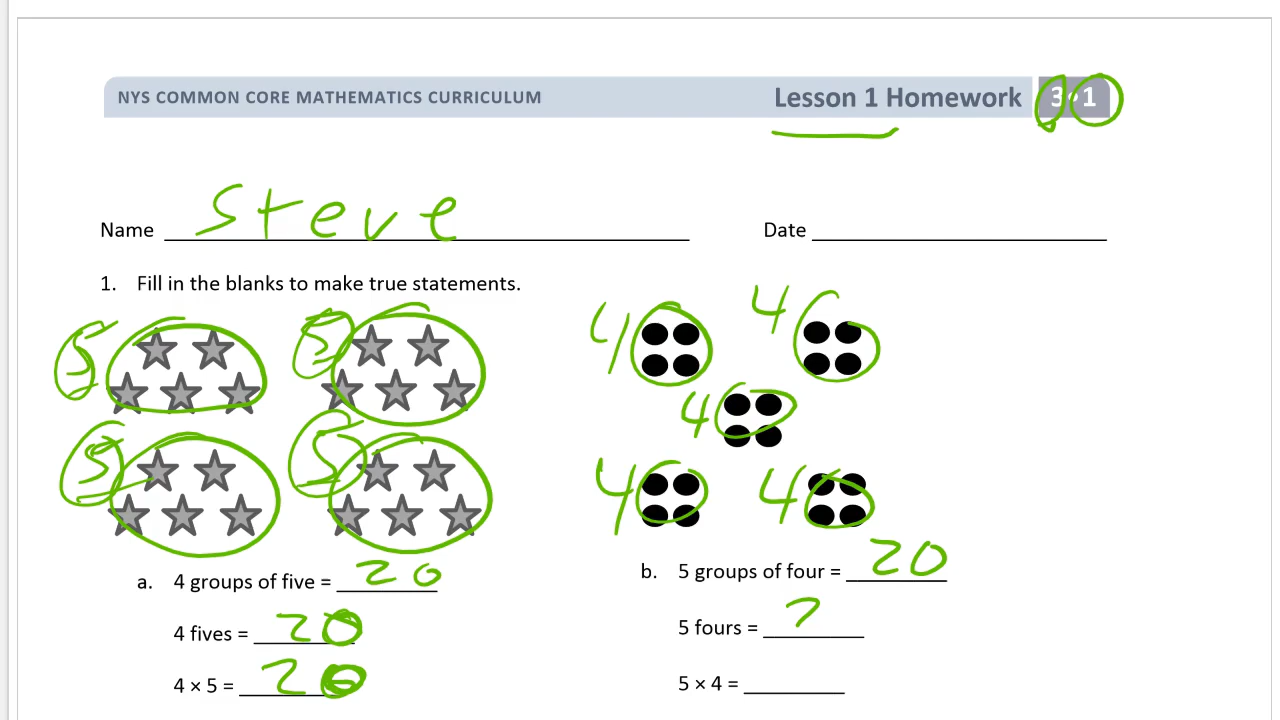 NYS COMMON CORE MATHEMATICS CURRICULUM Lesson 1 Homework 3•1
Name Steve Date
1. Fill in the blanks to make true statements.
5 5 4 4
4
5 5 4 4
a. 4 groups of five = 20 b. 5 groups of four = 20
4 fives = 20 5 fours = 2
4 × 5 = 20 5 × 4 =